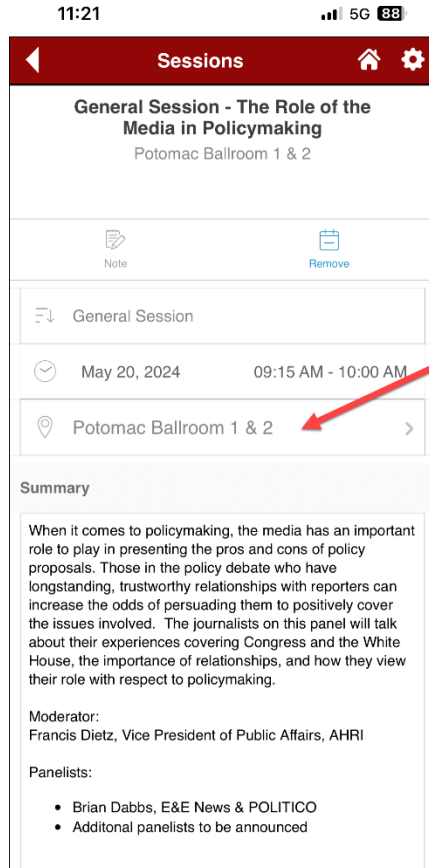 11:21 5G 88
Sessions
General Session - The Role of the
Media in Policymaking
Potomac Ballroom 1 & 2
Note Remove
General Session
May 20, 2024 09:15 AM - 10:00 AM
Potomac Ballroom 1 & 2
Summary
When it comes to policymaking, the media has an important
role to play in presenting the pros and cons of policy
proposals. Those in the policy debate who have
longstanding, trustworthy relationships with reporters can
increase the odds of persuading them to positively cover
the issues involved.  The journalists on this panel will talk
about their experiences covering Congress and the White
House, the importance of relationships, and how they view
their role with respect to policymaking.
Moderator:
Francis Dietz, Vice President of Public Affairs, AHRI
Panelists:
• Brian Dabbs, E&E News & POLITICO
• Additonal panelists to be announced